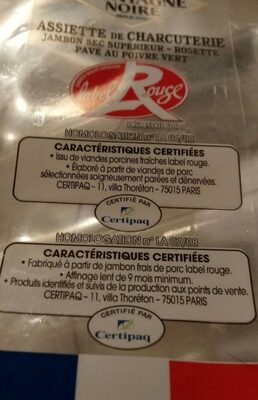 NOIRE
ASSIETTE de CHARCUTERIE
JAMBON SEC SUPÉRIEUR - ROSETTE
PAVÉ AU POIVRE VERT
Label Rouge
CARACTÉRISTIQUES CERTIFIÉES
• Issu de viandes porcines fraîches label rouge.
• Élaboré à partir de viandes de porc
sélectionnées soigneusement parées et dénervées.
CERTIPAQ - 11, villa Thoréton - 75015 PARIS
CERTIFIÉ PAR
Certipaq
HOMOLOGATION n° LA 07/88
CARACTÉRISTIQUES CERTIFIÉES
• Fabriqué à partir de jambon frais de porc label rouge.
• Affinage lent de 9 mois minimum.
• Produits identifiés et suivis de la production aux points de vente.
CERTIPAQ - 11, villa Thoréton - 75015 PARIS
CERTIFIÉ PAR
Certipaq